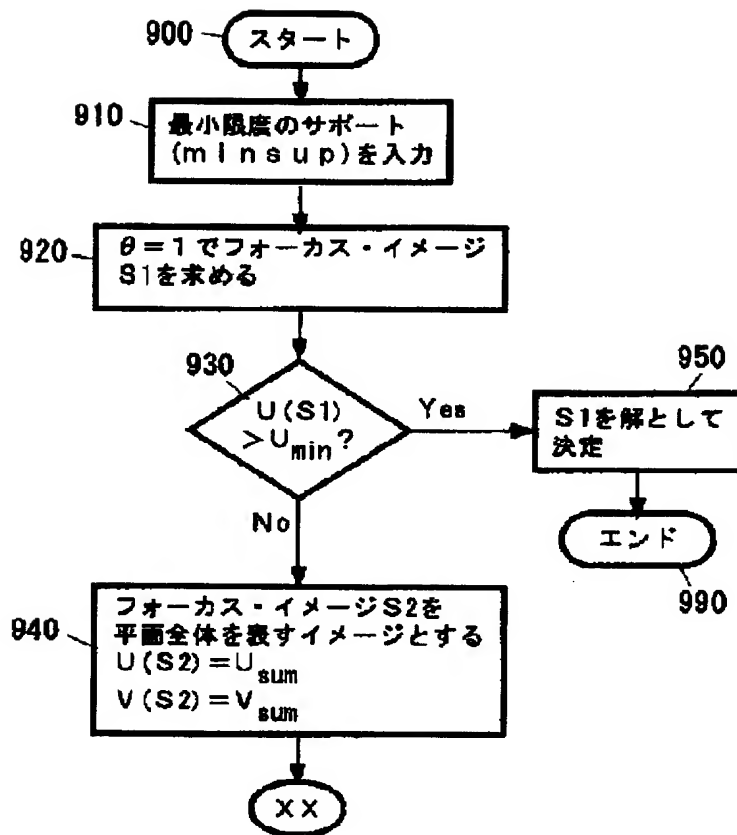 900
スタート
910
最小限度のサポート
(minsup)を入力
920
θ=1でフォーカス・イメージ
S1を求める
930
U(S1)
>Umin?
Yes
950
S1を解として
決定
No
エンド
990
940
フォーカス・イメージS2を
平面全体を表すイメージとする
U(S2)=Usum
V(S2)=Vsum
XX